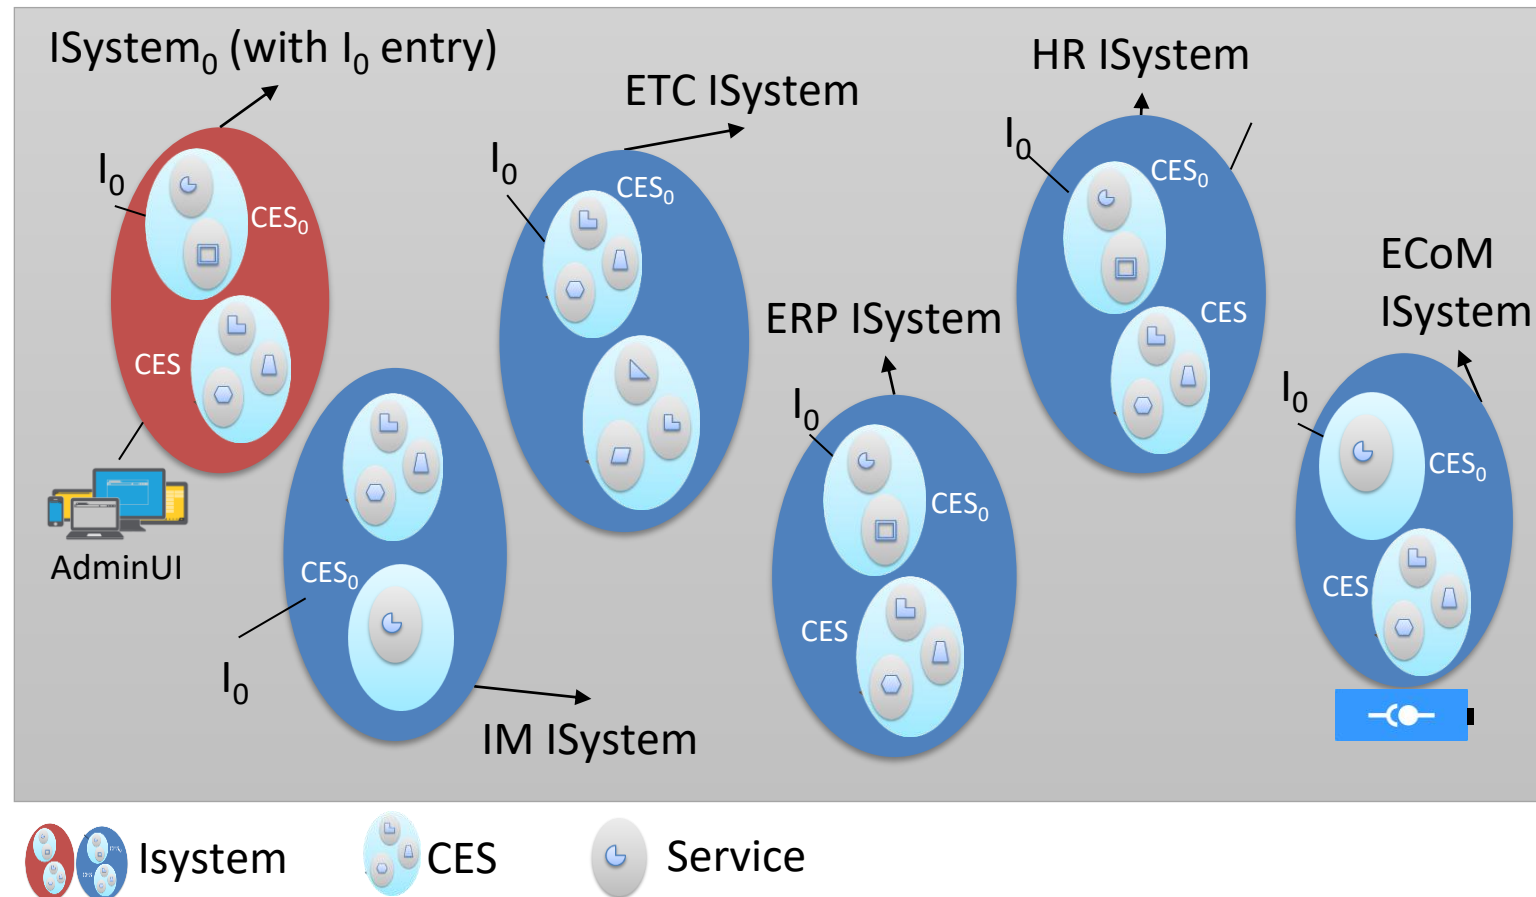 ISystem₀ (with I₀ entry)
ETC ISystem
HR ISystem
I₀
CES₀
CES
AdminUI
I₀
CES₀
I₀
CES₀
CES
ECoM
ISystem
ERP ISystem
I₀
CES₀
CES
I₀
CES₀
CES
CES₀
I₀
IM ISystem
Isystem
CES
Service